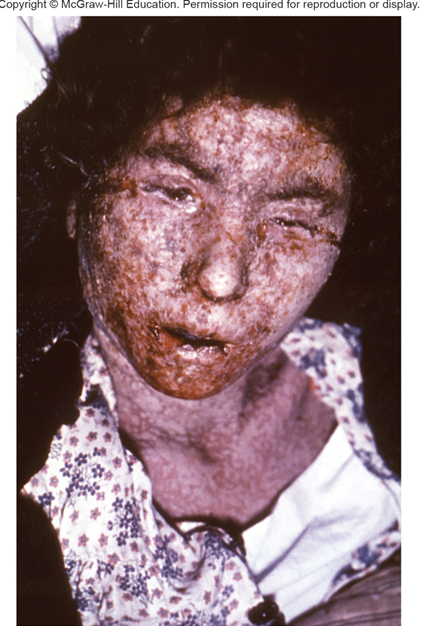 Copyright © McGraw-Hill Education. Permission required for reproduction or display.